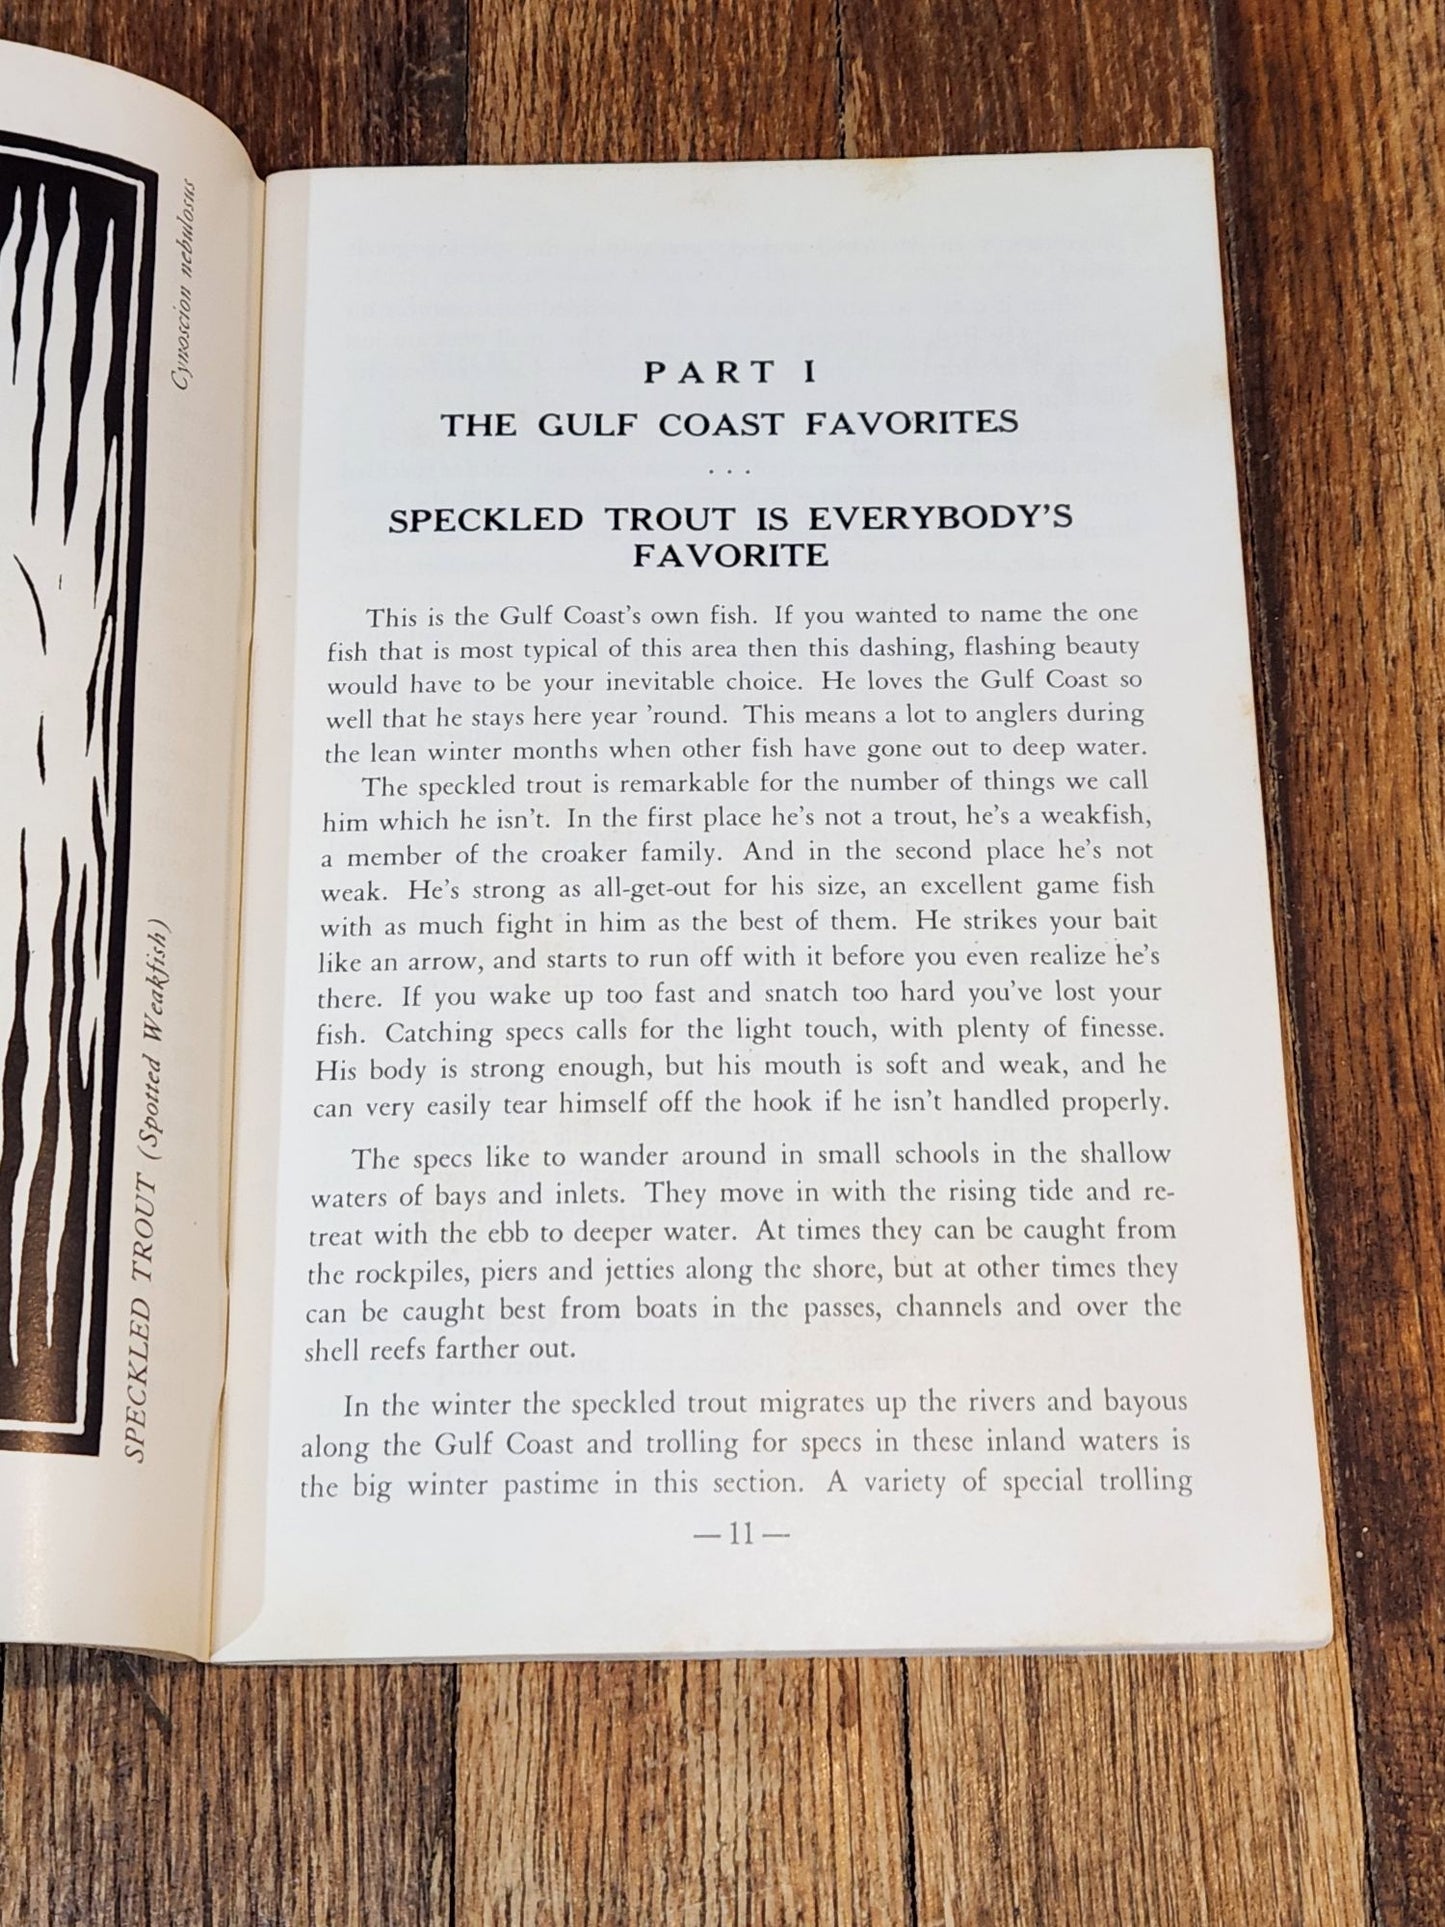 Cynoscion nebulosus
SPECKLED TROUT (Spotted Weakfish)
PART I
THE GULF COAST FAVORITES
. . .
SPECKLED TROUT IS EVERYBODY'S
FAVORITE
This is the Gulf Coast's own fish. If you wanted to name the one
fish that is most typical of this area then this dashing, flashing beauty
would have to be your inevitable choice. He loves the Gulf Coast so
well that he stays here year 'round. This means a lot to anglers during
the lean winter months when other fish have gone out to deep water.
The speckled trout is remarkable for the number of things we call
him which he isn't. In the first place he's not a trout, he's a weakfish,
a member of the croaker family. And in the second place he's not
weak. He's strong as all-get-out for his size, an excellent game fish
with as much fight in him as the best of them. He strikes your bait
like an arrow, and starts to run off with it before you even realize he's
there. If you wake up too fast and snatch too hard you've lost your
fish. Catching specs calls for the light touch, with plenty of finesse.
His body is strong enough, but his mouth is soft and weak, and he
can very easily tear himself off the hook if he isn't handled properly.
The specs like to wander around in small schools in the shallow
waters of bays and inlets. They move in with the rising tide and re-
treat with the ebb to deeper water. At times they can be caught from
the rockpiles, piers and jetties along the shore, but at other times they
can be caught best from boats in the passes, channels and over the
shell reefs farther out.
In the winter the speckled trout migrates up the rivers and bayous
along the Gulf Coast and trolling for specs in these inland waters is
the big winter pastime in this section. A variety of special trolling
— 11 —